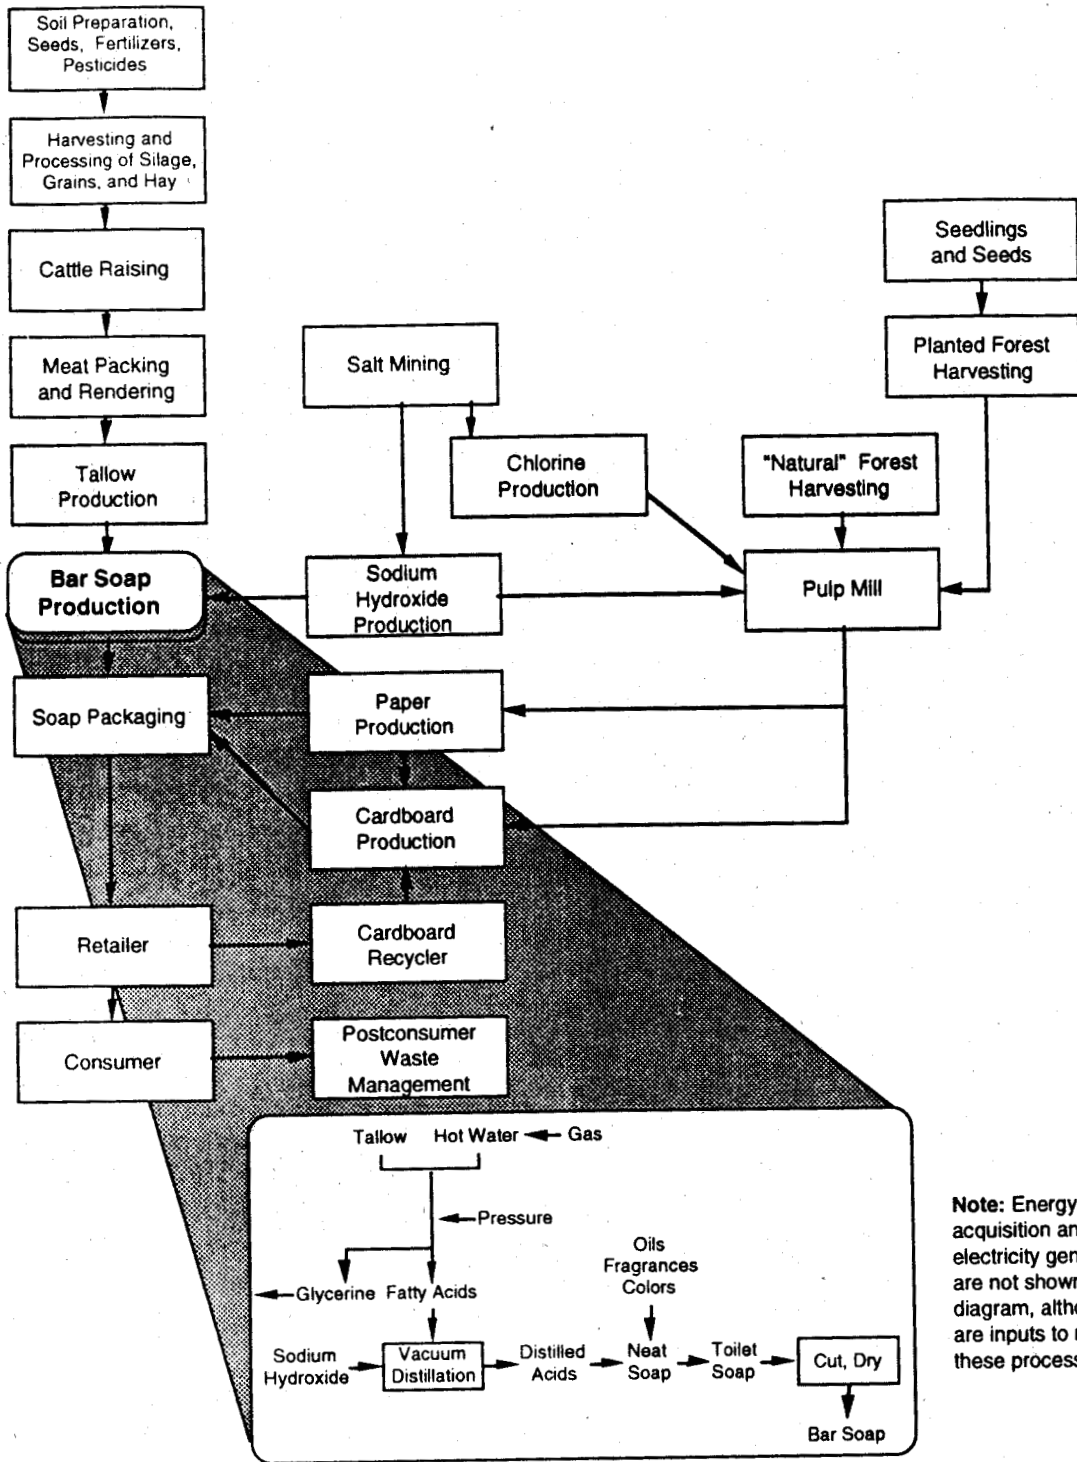 Soil Preparation,
Seeds, Fertilizers,
Pesticides
Harvesting and
Processing of Silage,
Grains, and Hay
Cattle Raising
Meat Packing
and Rendering
Tallow
Production
Bar Soap
Production
Soap Packaging
Retailer
Consumer
Salt Mining
Chlorine
Production
Sodium
Hydroxide
Production
Paper
Production
Cardboard
Production
Cardboard
Recycler
Postconsumer
Waste
Management
Seedlings
and Seeds
Planted Forest
Harvesting
"Natural" Forest
Harvesting
Pulp Mill
Tallow Hot Water Gas
Pressure
Glycerine Fatty Acids
Oils
Fragrances
Colors
Sodium
Hydroxide
Vacuum
Distillation
Distilled
Acids
Neat
Soap
Toilet
Soap
Cut, Dry
Bar Soap
Note: Energy
acquisition
electricity
are not shown
diagram,
are inputs to
these